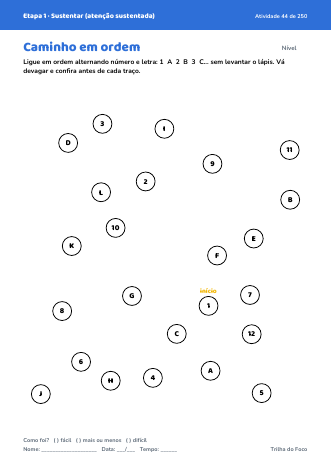 Etapa 1 · Sustentar (atenção sustentada)
Atividade 44 de 250
Caminho em ordem
Nível
Ligue em ordem alternando número e letra: 1 A 2 B 3 C... sem levantar o lápis. Vá
devagar e confira antes de cada traço.
3
I
D
11
9
2
L
B
10
E
K
F
início
G
7
1
8
C
12
6
A
4
H
J
5
Como foi? ( ) fácil ( ) mais ou menos ( ) difícil
Nome: ____________________ Data: ___/___ Tempo: ______
Trilha do Foco